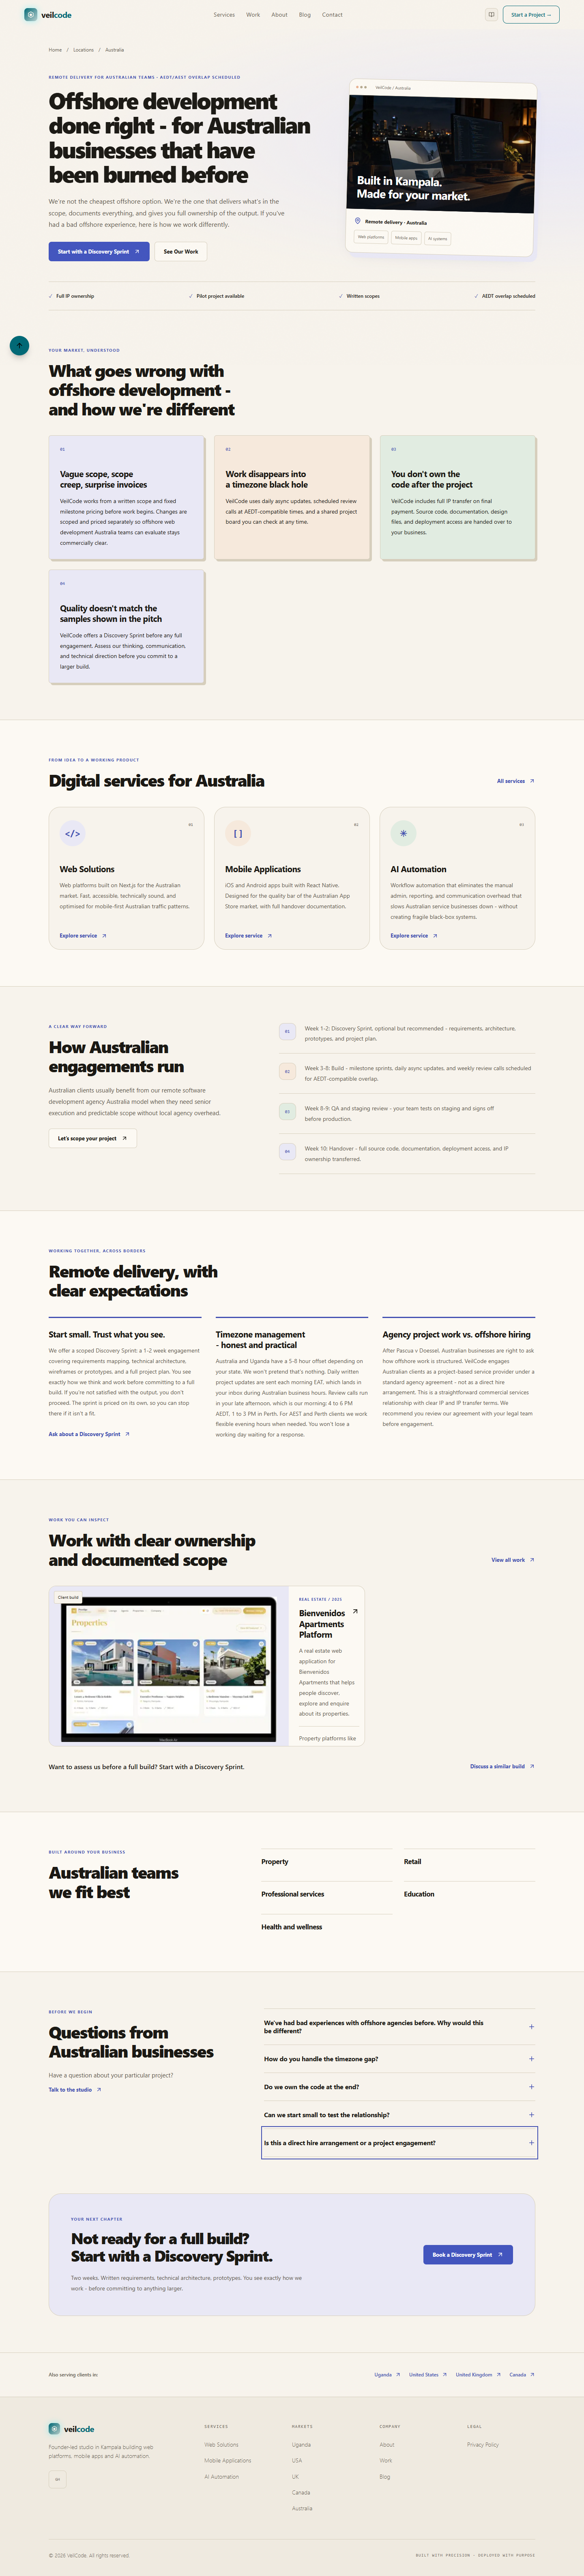 veilcode
Services Work About Blog Contact
Start a Project →
Home / Locations / Australia
REMOTE DELIVERY FOR AUSTRALIAN TEAMS - AEDT/AEST OVERLAP SCHEDULED
Offshore development
done right - for Australian
businesses that have
been burned before
We're not the cheapest offshore option. We're the one that delivers what's in the
scope, documents everything, and gives you full ownership of the output. If you've
had a bad offshore experience, here is how we work differently.
Start with a Discovery Sprint
See Our Work
VeilCode / Australia
Built in Kampala.
Made for your market.
Remote delivery · Australia
Web platforms Mobile apps AI systems
✓ Full IP ownership ✓ Pilot project available ✓ Written scopes ✓ AEDT overlap scheduled
YOUR MARKET, UNDERSTOOD
What goes wrong with
offshore development -
and how we're different
01
Vague scope, scope
creep, surprise invoices
VeilCode works from a written scope and fixed
milestone pricing before work begins. Changes are
scoped and priced separately so offshore web
development Australia teams can evaluate stays
commercially clear.
02
Work disappears into
a timezone black hole
VeilCode uses daily async updates, scheduled review
calls at AEDT-compatible times, and a shared project
board you can check at any time.
03
You don't own the
code after the project
VeilCode includes full IP transfer on final
payment. Source code, documentation, design
files, and deployment access are handed over to
your business.
04
Quality doesn't match the
samples shown in the pitch
VeilCode offers a Discovery Sprint before any full
engagement. Assess our thinking, communication,
and technical direction before you commit to a
larger build.
FROM IDEA TO A WORKING PRODUCT
Digital services for Australia
All services
</> 01
Web Solutions
Web platforms built on Next.js for the Australian
market. Fast, accessible, technically sound, and
optimised for mobile-first Australian traffic patterns.
Explore service
[ ] 02
Mobile Applications
iOS and Android apps built with React Native.
Designed for the quality bar of the Australian App
Store market, with full handover documentation.
Explore service
03
AI Automation
Workflow automation that eliminates the manual
admin, reporting, and communication overhead that
slows Australian service businesses down - without
creating fragile black-box systems.
Explore service
A CLEAR WAY FORWARD
How Australian
engagements run
Australian clients usually benefit from our remote software
development agency Australia model when they need senior
execution and predictable scope without local agency overhead.
Let's scope your project
01 Week 1-2: Discovery Sprint, optional but recommended - requirements, architecture,
prototypes, and project plan.
02 Week 3-8: Build - milestone sprints, daily async updates, and weekly review calls scheduled
for AEDT-compatible overlap.
03 Week 8-9: QA and staging review - your team tests on staging and signs off
before production.
04 Week 10: Handover - full source code, documentation, deployment access, and IP
ownership transferred.
WORKING TOGETHER, ACROSS BORDERS
Remote delivery, with
clear expectations
Start small. Trust what you see.
We offer a scoped Discovery Sprint: a 1-2 week engagement
covering requirements mapping, technical architecture,
wireframes or prototypes, and a full project plan. You see
exactly how we think and work before committing to a full
build. If you're not satisfied with the output, you don't
proceed. The sprint is priced on its own, so you can stop
there if it isn't a fit.
Ask about a Discovery Sprint
Timezone management
- honest and practical
Australia and Uganda have a 5-8 hour offset depending on
your state. We won't pretend that's nothing. Daily written
project updates are sent each morning EAT, which lands in
your inbox during Australian business hours. Review calls run
in your late afternoon, which is our morning: 4 to 6 PM
AEDT, 1 to 3 PM in Perth. For AEST and Perth clients we work
flexible evening hours when needed. You won't lose a
working day waiting for a response.
Agency project work vs. offshore hiring
After Pascua v Doessel, Australian businesses are right to ask
how offshore work is structured. VeilCode engages
Australian clients as a project-based service provider under a
standard development agreement - not as a direct hire
arrangement. This is a straightforward commercial services
relationship with clear IP and IP transfer terms. We
recommend you review our agreement with your legal team
before engagement.
WORK YOU CAN INSPECT
Work with clear ownership
and documented scope
View all work
Client build
Properties
REAL ESTATE / 2025
Bienvenidos
Apartments
Platform
A real estate web
application for
Bienvenidos
Apartments that helps
people discover,
explore and enquire
about its properties.
Property platforms like
Want to assess us before a full build? Start with a Discovery Sprint.
Discuss a similar build
BUILT AROUND YOUR BUSINESS
Australian teams
we fit best
Property
Retail
Professional services
Education
Health and wellness
BEFORE WE BEGIN
Questions from
Australian businesses
Have a question about your particular project?
Talk to the studio
We've had bad experiences with offshore agencies before. Why would this
be different?
How do you handle the timezone gap?
Do we own the code at the end?
Can we start small to test the relationship?
Is this a direct hire arrangement or a project engagement?
YOUR NEXT CHAPTER
Not ready for a full build?
Start with a Discovery Sprint.
Two weeks. Written requirements, technical architecture, prototypes. You see exactly how we
work - before committing to anything larger.
Book a Discovery Sprint
Also serving clients in:
Uganda United States United Kingdom Canada
veilcode
Founder-led studio in Kampala building web
platforms, mobile apps and AI automation.
SERVICES
Web Solutions
Mobile Applications
AI Automation
MARKETS
Uganda
USA
UK
Canada
Australia
COMPANY
About
Work
Blog
LEGAL
Privacy Policy
© 2026 VeilCode. All rights reserved.
BUILT WITH PRECISION · DEPLOYED WITH PURPOSE